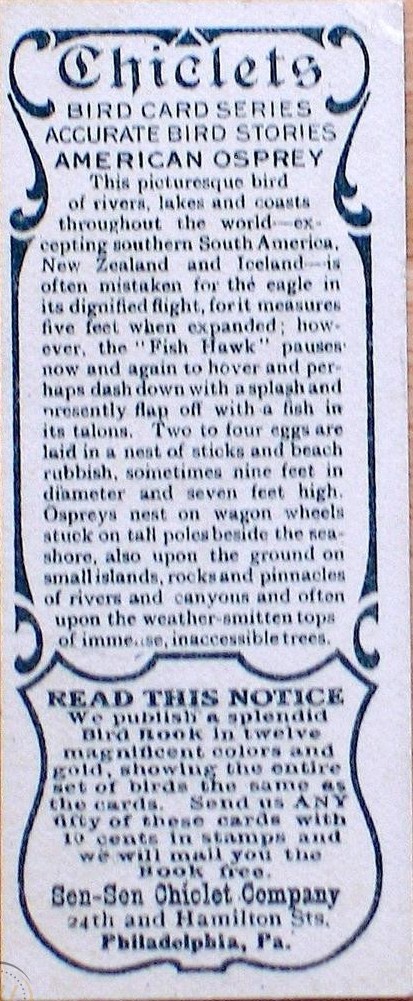 Chiclets
BIRD CARD SERIES
ACCURATE BIRD STORIES
AMERICAN OSPREY
This picturesque bird
of rivers, lakes and coasts
throughout the world—ex-
cepting southern South America,
New Zealand and Iceland—is
often mistaken for the eagle in
its dignified flight, for it measures
five feet when expanded; how-
ever, the "Fish Hawk" pauses
now and again to hover and per-
haps dash down with a splash and
presently flap off with a fish in
its talons. Two to four eggs are
laid in a nest of sticks and beach
rubbish, sometimes nine feet in
diameter and seven feet high.
Ospreys nest on wagon wheels
stuck on tall poles beside the sea-
shore, also upon the ground on
small islands, rocks and pinnacles
of rivers and canyons and often
upon the weather-smitten tops
of immense, inaccessible trees.
READ THIS NOTICE
We publish a splendid
Bird Book in twelve
magnificent colors and
gold, showing the entire
set of birds the same as
the cards. Send us ANY
fifty of these cards with
10 cents in stamps and
we will mail you the
Book free.
Sen-Sen Chiclet Company
24th and Hamilton Sts.
Philadelphia, Pa.